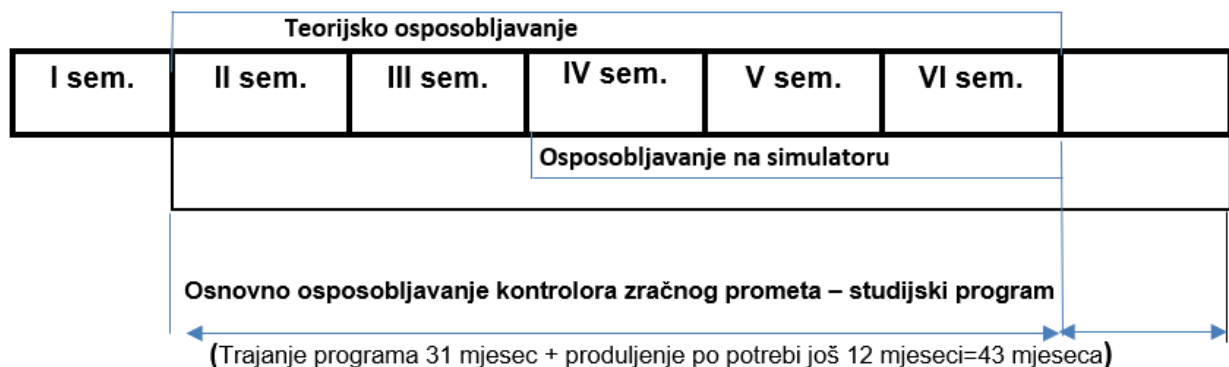 Teorijsko osposobljavanje
I sem.
II sem.
III sem.
IV sem.
V sem.
VI sem.
Osposobljavanje na simulatoru
Osnovno osposobljavanje kontrolora zračnog prometa – studijski program
(Trajanje programa 31 mjesec + produljenje po potrebi još 12 mjeseci=43 mjeseca)